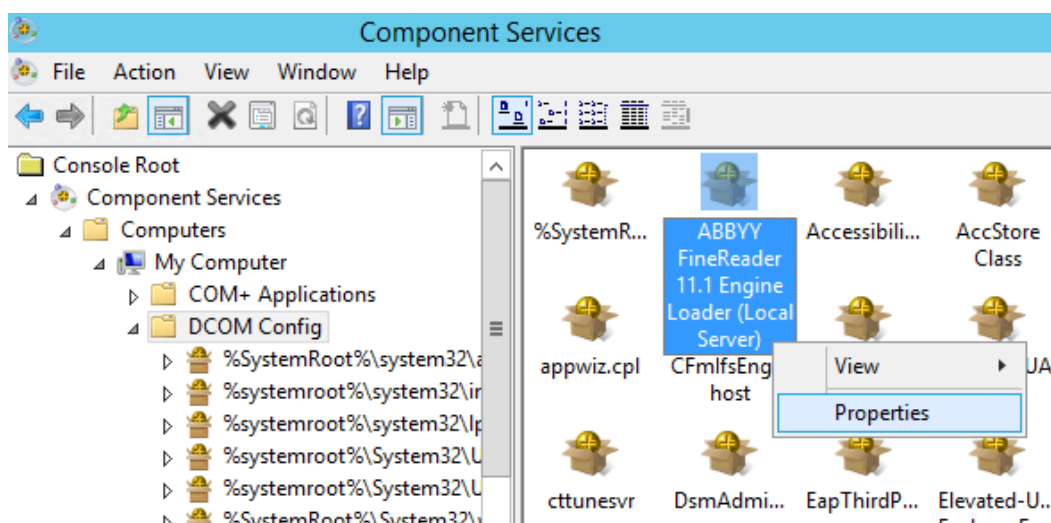 Component Services
File Action View Window Help
Console Root
Component Services
Computers
My Computer
COM+ Applications
DCOM Config
%SystemRoot%\system32\a
%systemroot%\system32\ir
%systemroot%\system32\lp
%systemroot%\System32\U
%systemroot%\System32\U
%SystemRoot%\System32\
%SystemR...
ABBYY
FineReader
11.1 Engine
Loader (Local
Server)
Accessibili...
AccStore
Class
appwiz.cpl
CFmIfsEng
host
UA
View
Properties
cttunesvr
DsmAdmi...
EapThirdP...
Elevated-U...